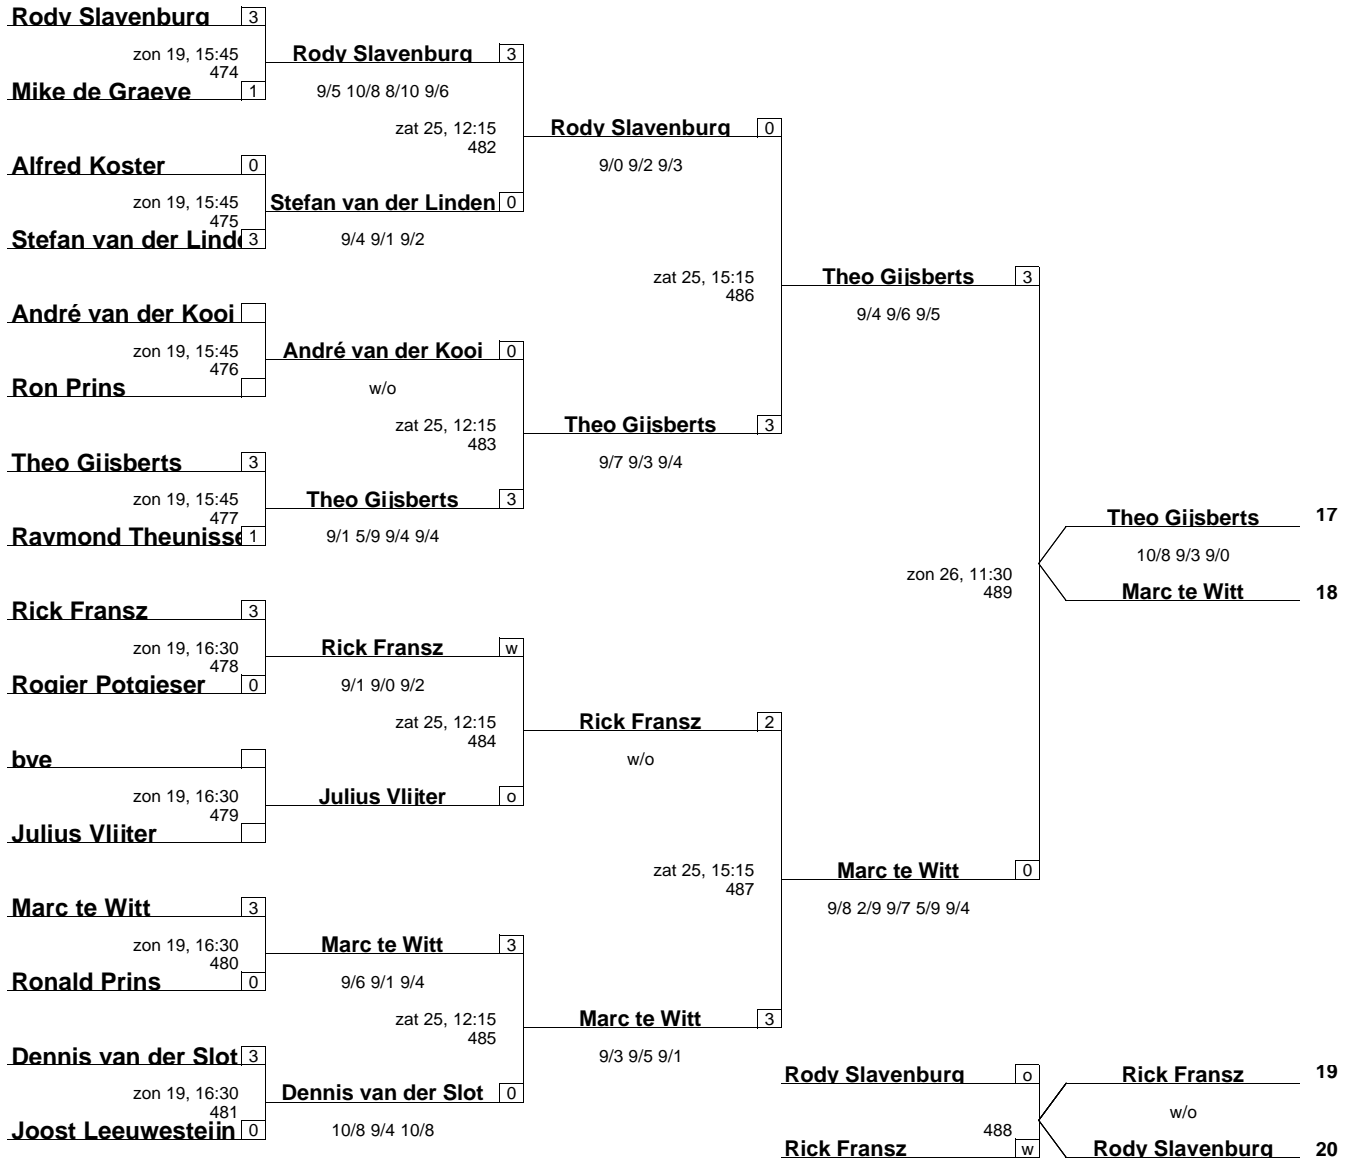 Rody Slavenburg 3
zon 19, 15:45
474
Mike de Graeve 1
Alfred Koster 0
zon 19, 15:45
475
Stefan van der Linde 3
André van der Kooi
zon 19, 15:45
476
Ron Prins
Theo Gijsberts 3
zon 19, 15:45
477
Raymond Theunisse 1
Rick Fransz 3
zon 19, 16:30
478
Rogier Potgieser 0
bye
zon 19, 16:30
479
Julius Vlijter
Marc te Witt 3
zon 19, 16:30
480
Ronald Prins 0
Dennis van der Slot 3
zon 19, 16:30
481
Joost Leeuwesteijn 0
Rody Slavenburg 3
9/5 10/8 8/10 9/6
zat 25, 12:15
482
Stefan van der Linden 0
9/4 9/1 9/2
André van der Kooi 0
w/o
zat 25, 12:15
483
Theo Gijsberts 3
9/1 5/9 9/4 9/4
Rick Fransz w
9/1 9/0 9/2
zat 25, 12:15
484
Julius Vlijter o
Marc te Witt 3
9/6 9/1 9/4
zat 25, 12:15
485
Dennis van der Slot 0
10/8 9/4 10/8
Rody Slavenburg 0
9/0 9/2 9/3
zat 25, 15:15
486
Theo Gijsberts 3
9/7 9/3 9/4
Rick Fransz 2
w/o
zat 25, 15:15
487
Marc te Witt 3
9/3 9/5 9/1
Theo Gijsberts 3
9/4 9/6 9/5
zon 26, 11:30
489
Marc te Witt 0
9/8 2/9 9/7 5/9 9/4
Theo Gijsberts 17
10/8 9/3 9/0
Marc te Witt 18
Rody Slavenburg o
488
Rick Fransz w
Rick Fransz 19
w/o
Rody Slavenburg 20